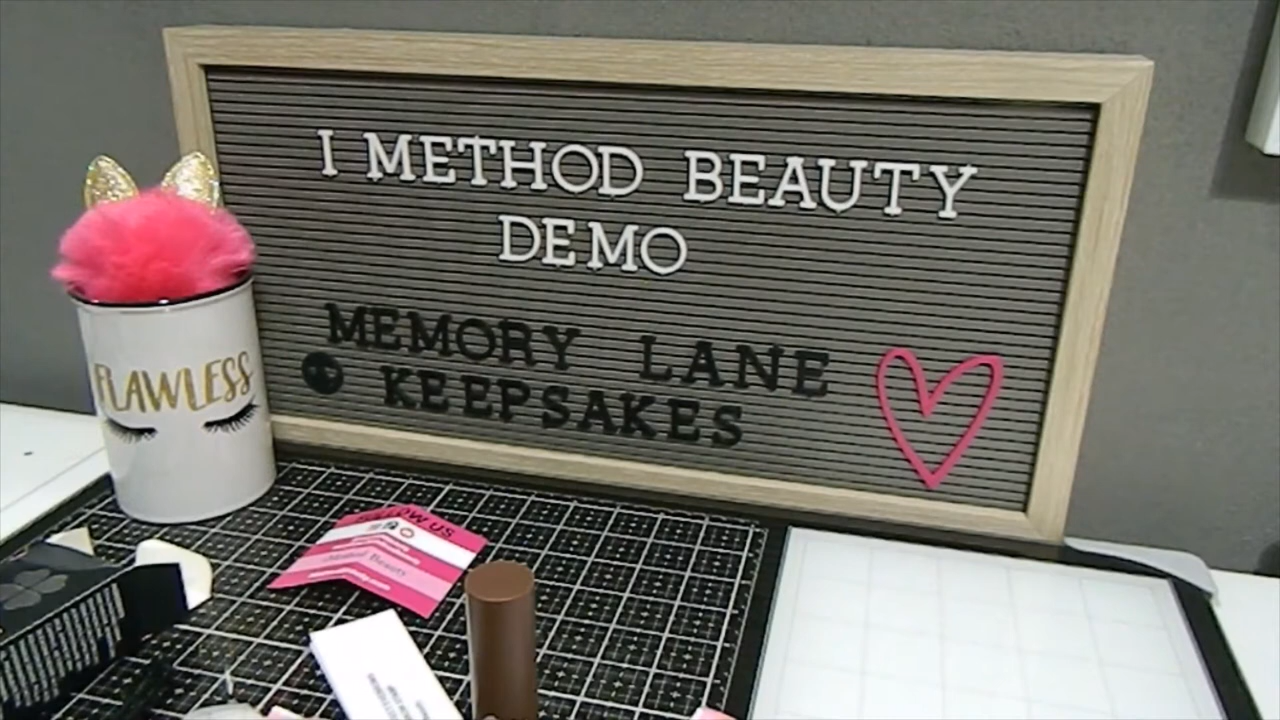 I METHOD BEAUTY
DEMO
MEMORY LANE
KEEPSAKES
FLAWLESS
FOLLOW US